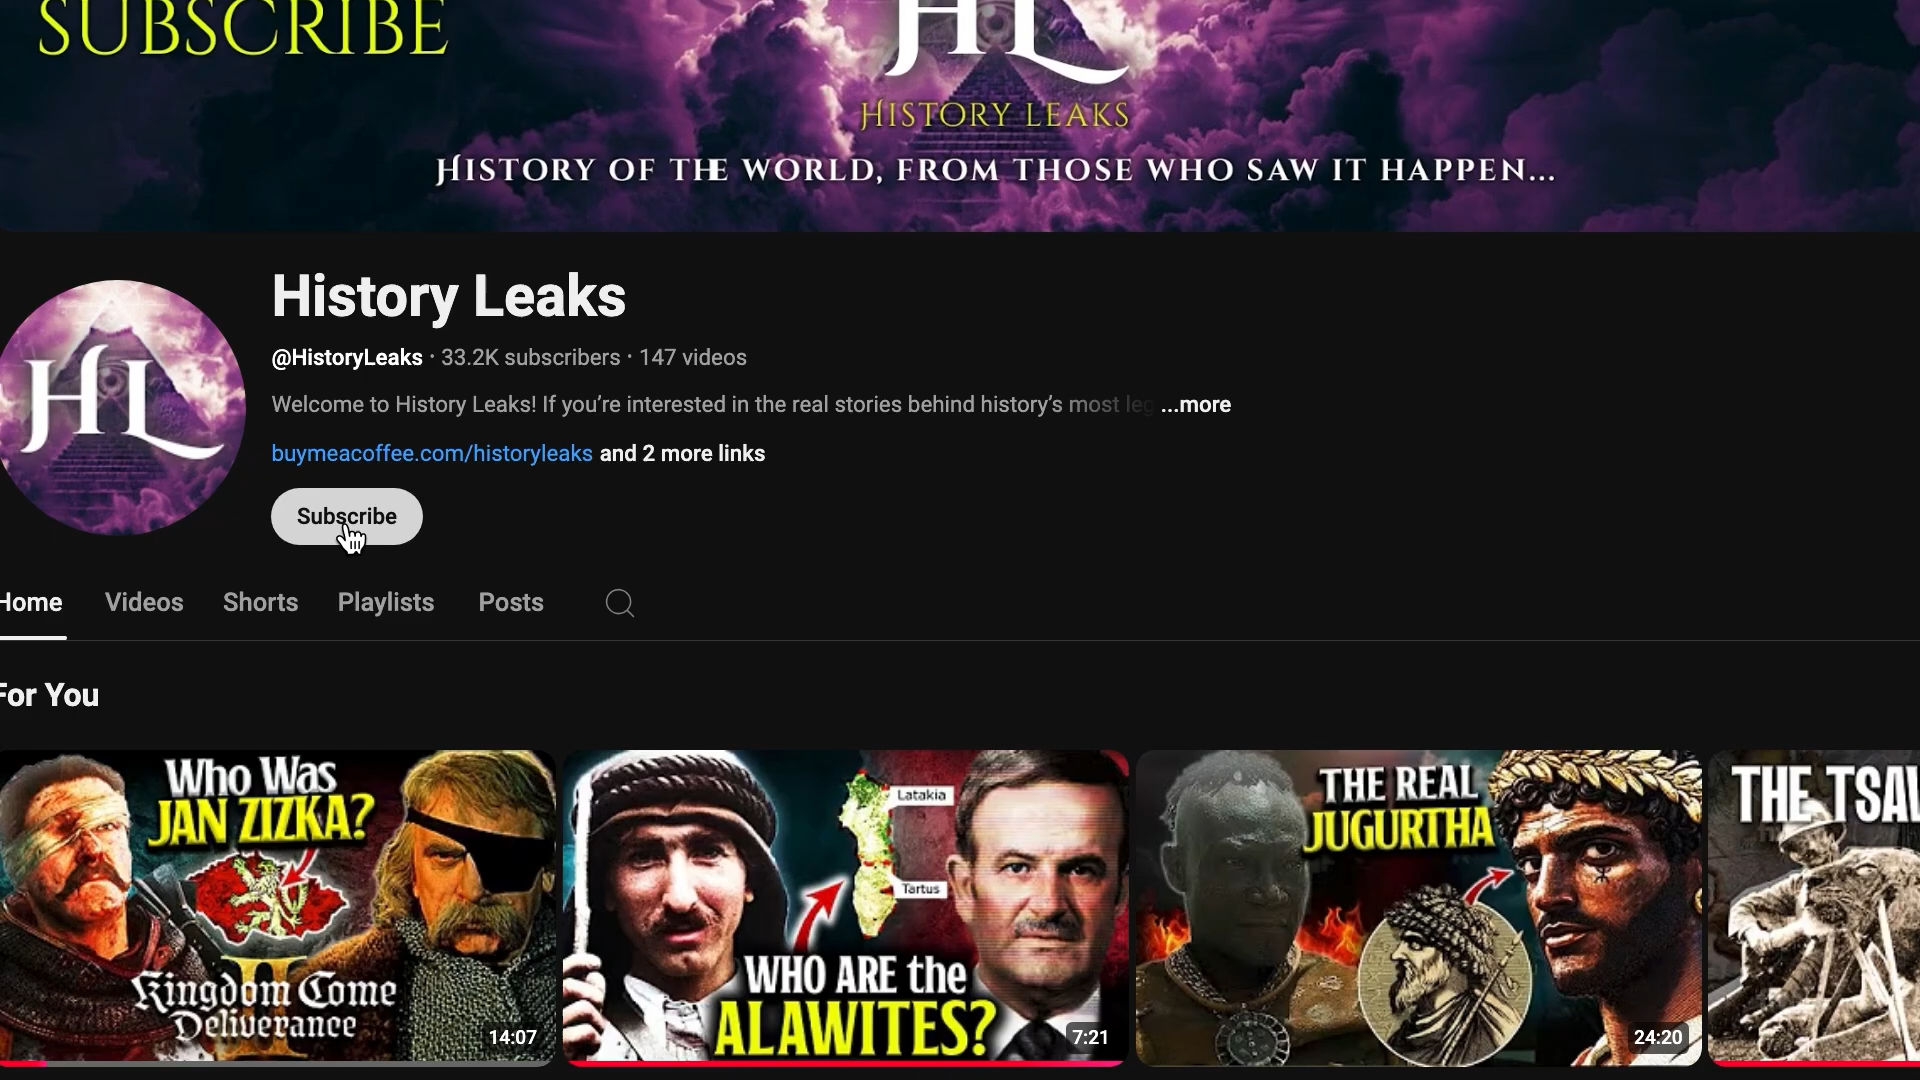 SUBSCRIBE
HL
HISTORY LEAKS
HISTORY OF THE WORLD, FROM THOSE WHO SAW IT HAPPEN...
HL
History Leaks
@HistoryLeaks · 33.2K subscribers · 147 videos
Welcome to History Leaks! If you’re interested in the real stories behind history’s most leg ...more
buymeacoffee.com/historyleaks and 2 more links
Subscribe
Home Videos Shorts Playlists Posts
For You
Who Was
JAN ZIZKA?
II
Kingdom Come
Deliverance
14:07
Latakia
Tartus
WHO ARE the
ALAWITES?
7:21
THE REAL
JUGURTHA
24:20
THE TSAV